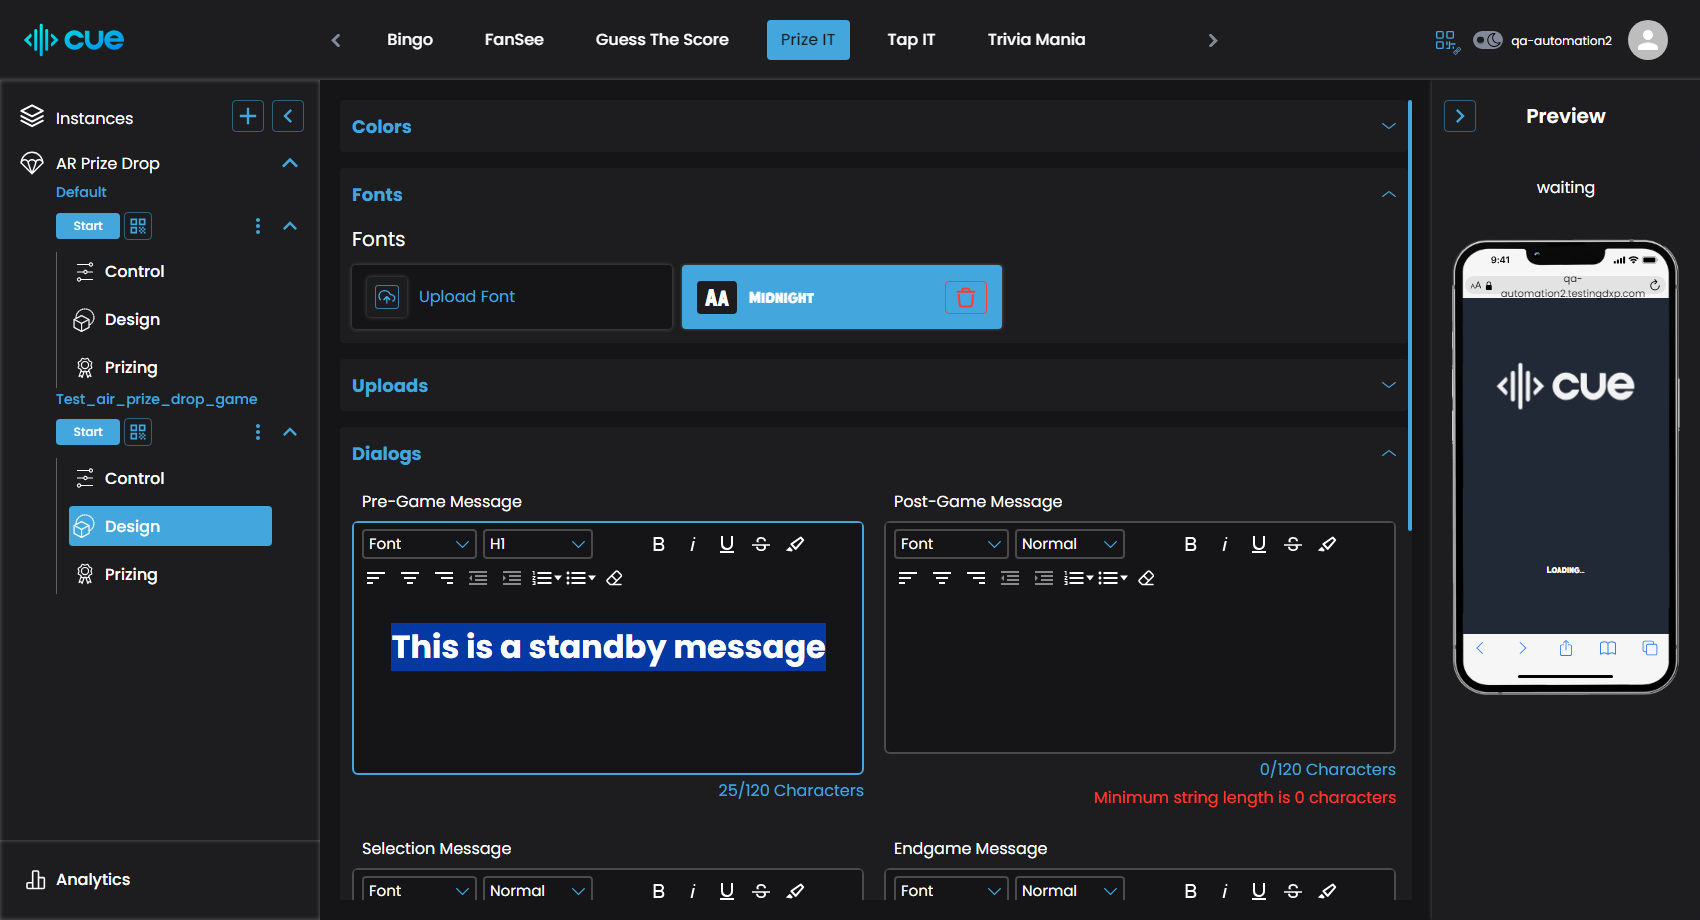 cue
Bingo
FanSee
Guess The Score
Prize IT
Tap IT
Trivia Mania
qa-automation2
Instances
AR Prize Drop
Default
Start
Control
Design
Prizing
Test_air_prize_drop_game
Start
Control
Design
Prizing
Analytics
Colors
Fonts
Fonts
Upload Font
AA
MIDNIGHT
Uploads
Dialogs
Pre-Game Message
Font
H1
B
i
U
S
This is a standby message
25/120 Characters
Post-Game Message
Font
Normal
B
i
U
S
0/120 Characters
Minimum string length is 0 characters
Selection Message
Font
Normal
B
i
U
S
Endgame Message
Font
Normal
B
i
U
S
Preview
waiting
9:41
AA
qa-
automation2.testingdxp.com
cue
LOADING...